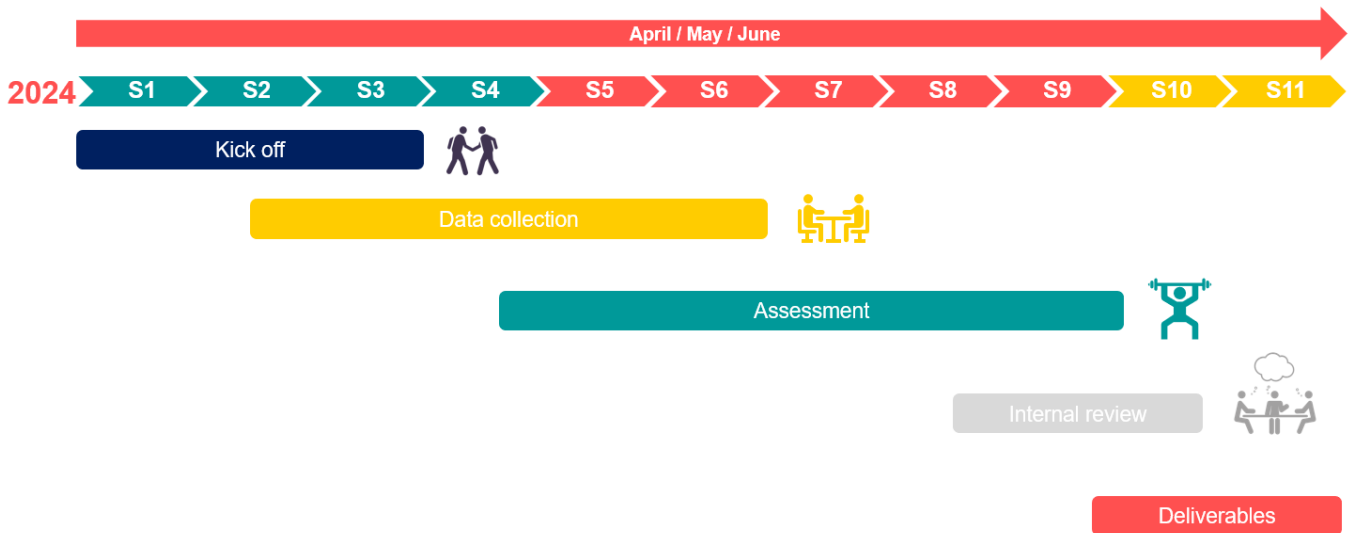 April / May / June
2024 S1 S2 S3 S4 S5 S6 S7 S8 S9 S10 S11
Kick off
Data collection
Assessment
Internal review
Deliverables